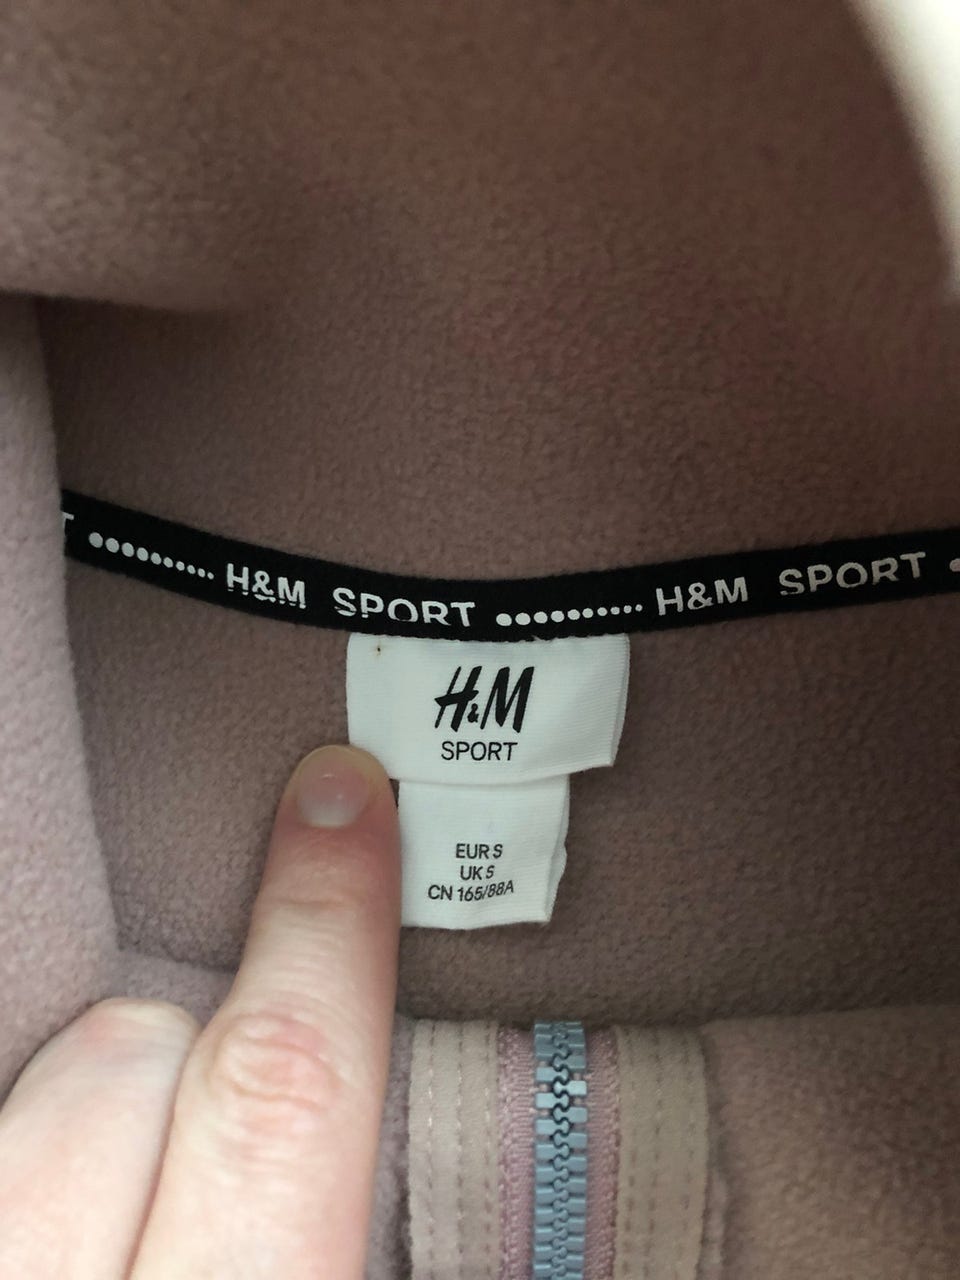 T •••••••••• H&M SPORT •••••••••• H&M SPORT
H&M
SPORT
EUR S
UK S
CN 165/88A